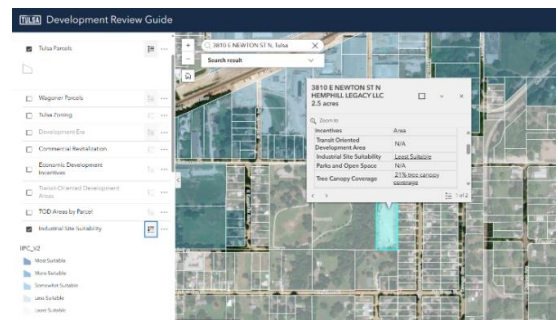 TULSA Development Review Guide
Tulsa Parcels
Wagoner Parcels
Tulsa Zoning
Development Era
Commercial Revitalization
Economic Development
Incentives
Transit Oriented Development
Areas
TOD Areas by Parcel
Industrial Site Suitability
Most Suitable
More Suitable
Somewhat Suitable
Less Suitable
Least Suitable
3810 E NEWTON ST N, Tulsa
Search result
3810 E NEWTON ST N
HEMPHILL LEGACY LLC
2.5 acres
Zoom to
Incentives Area
Transit Oriented
Development Area N/A
Industrial Site Suitability Least Suitable
Parks and Open Space N/A
Tree Canopy Coverage 21% tree canopy
coverage
1 of 2